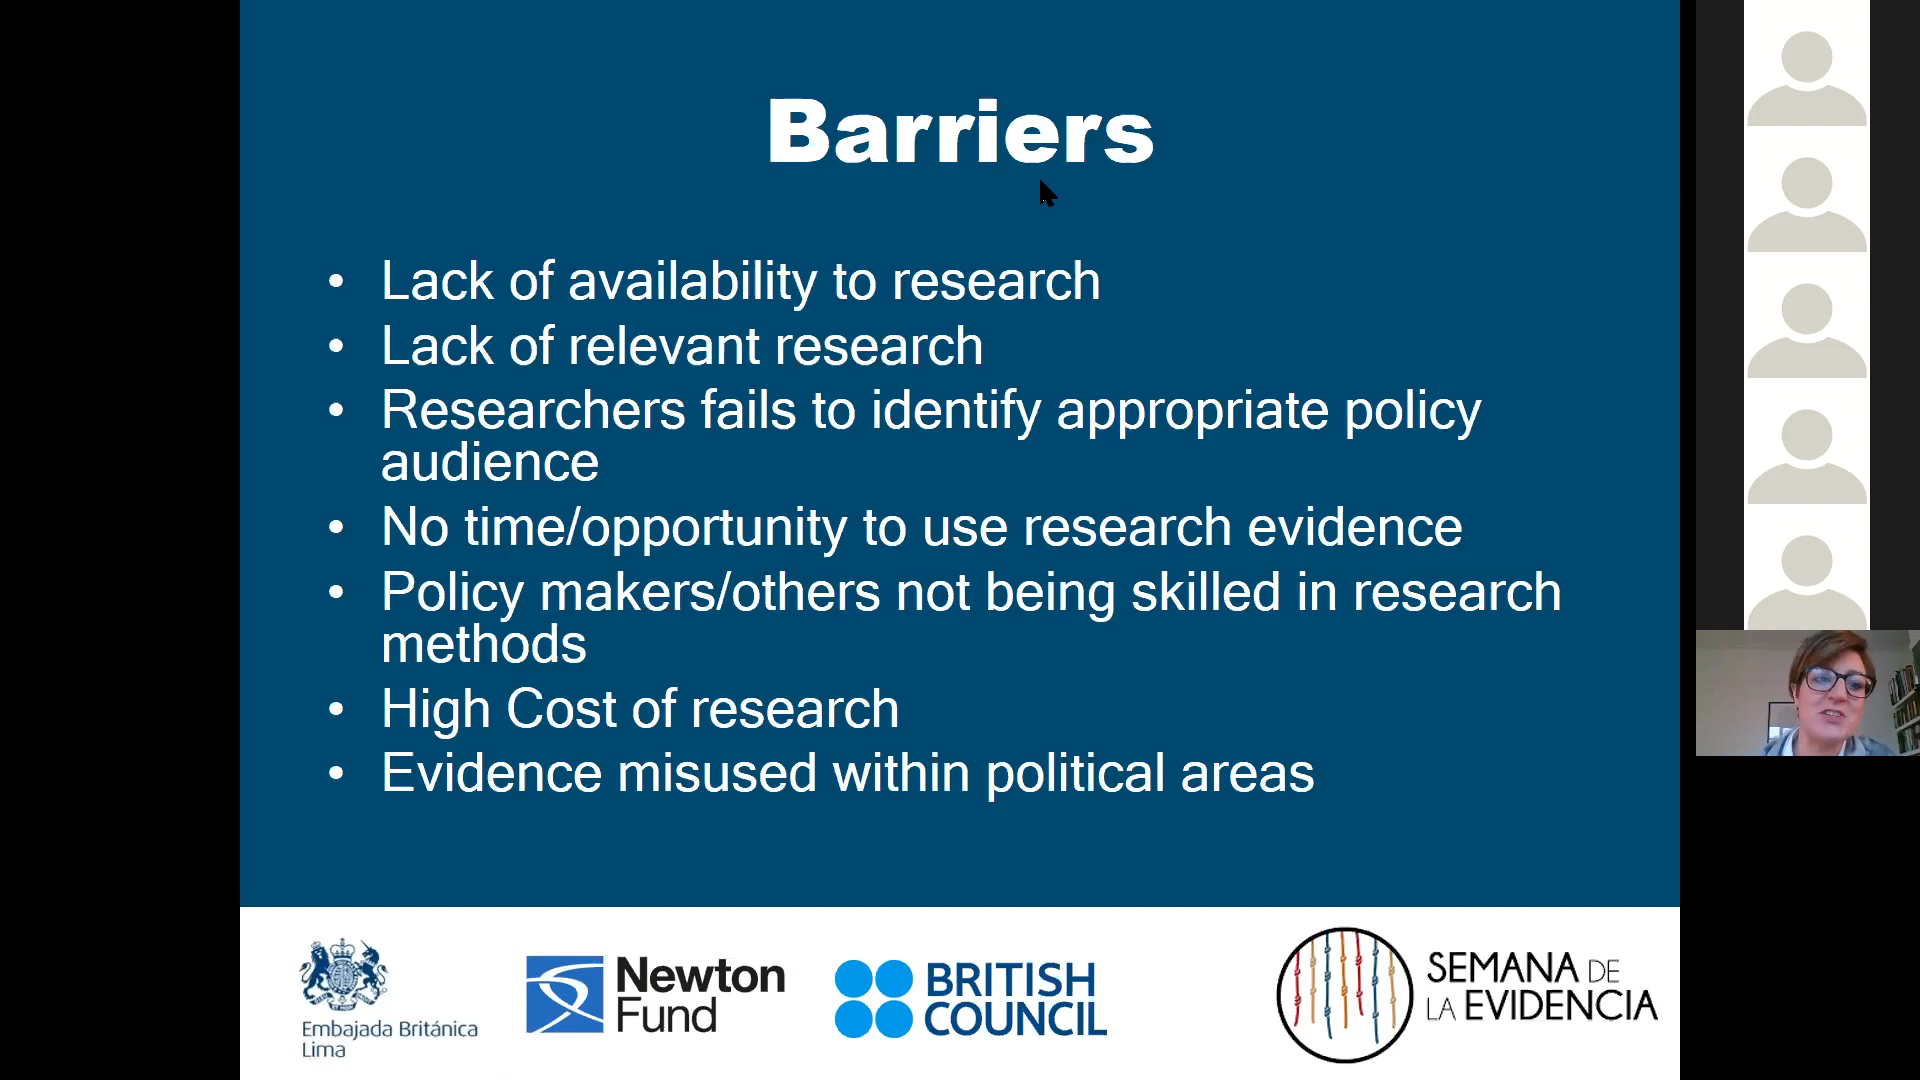 Barriers
• Lack of availability to research
• Lack of relevant research
• Researchers fails to identify appropriate policy
audience
• No time/opportunity to use research evidence
• Policy makers/others not being skilled in research
methods
• High Cost of research
• Evidence misused within political areas
Embajada Británica
Lima
Newton
Fund
BRITISH
COUNCIL
SEMANA DE
LA EVIDENCIA